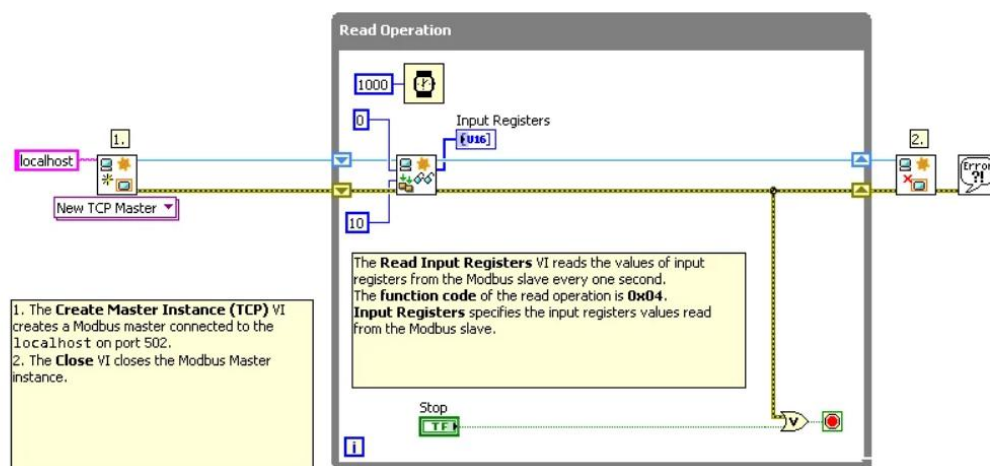 Read Operation
1000
0
Input Registers
[U16]
1.
localhost
2.
Error
?!
New TCP Master
10
The Read Input Registers VI reads the values of input
registers from the Modbus slave every one second.
The function code of the read operation is 0x04.
Input Registers specifies the input registers values read
from the Modbus slave.
1. The Create Master Instance (TCP) VI
creates a Modbus master connected to the
localhost on port 502.
2. The Close VI closes the Modbus Master
instance.
Stop
TF
V
i